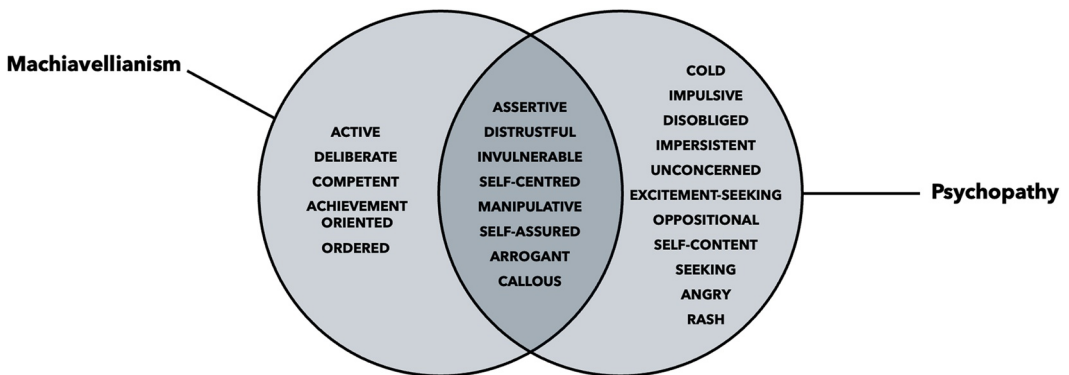 Machiavellianism
ACTIVE
DELIBERATE
COMPETENT
ACHIEVEMENT
ORIENTED
ORDERED
ASSERTIVE
DISTRUSTFUL
INVULNERABLE
SELF-CENTRED
MANIPULATIVE
SELF-ASSURED
ARROGANT
CALLOUS
COLD
IMPULSIVE
DISOBLIGED
IMPERSISTENT
UNCONCERNED
EXCITEMENT-SEEKING
OPPOSITIONAL
SELF-CONTENT
SEEKING
ANGRY
RASH
Psychopathy